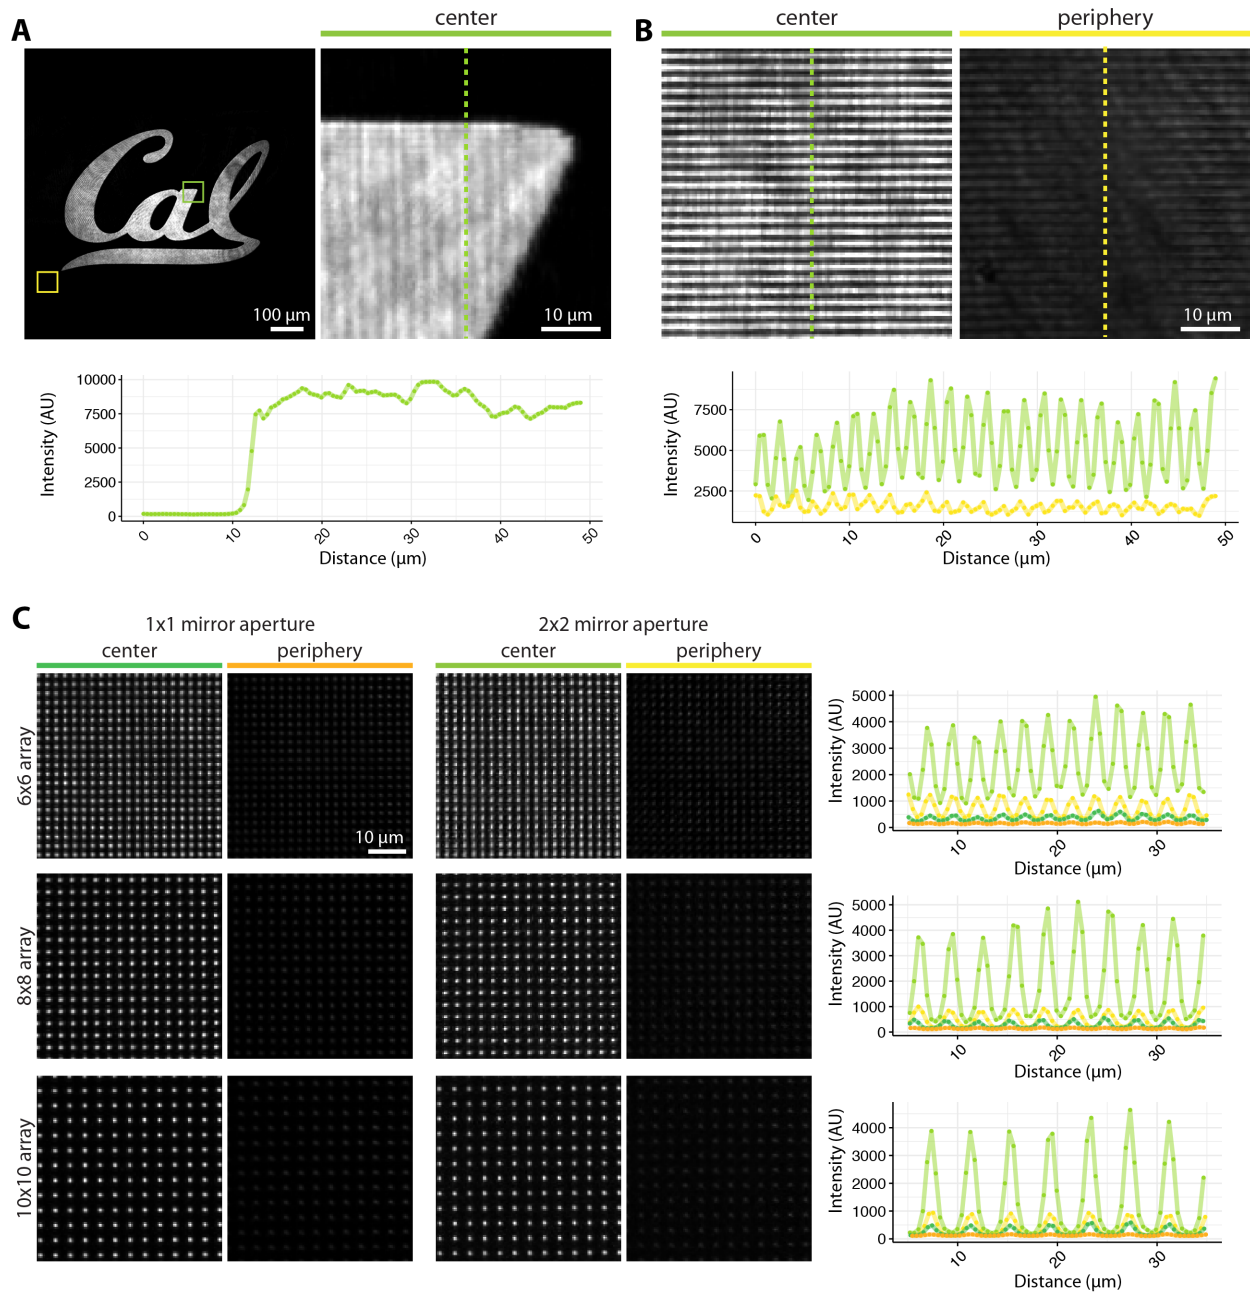 A
center
Cal
100 µm
10 µm
10000
7500
5000
2500
0
Intensity (AU)
0
10
20
30
40
50
Distance (µm)
B
center
periphery
10 µm
7500
5000
2500
Intensity (AU)
0
10
20
30
40
50
Distance (µm)
C
1x1 mirror aperture
2x2 mirror aperture
center
periphery
center
periphery
6x6 array
10 µm
5000
4000
3000
2000
1000
0
Intensity (AU)
10
20
30
Distance (µm)
8x8 array
5000
4000
3000
2000
1000
0
Intensity (AU)
10
20
30
Distance (µm)
10x10 array
4000
3000
2000
1000
0
Intensity (AU)
10
20
30
Distance (µm)